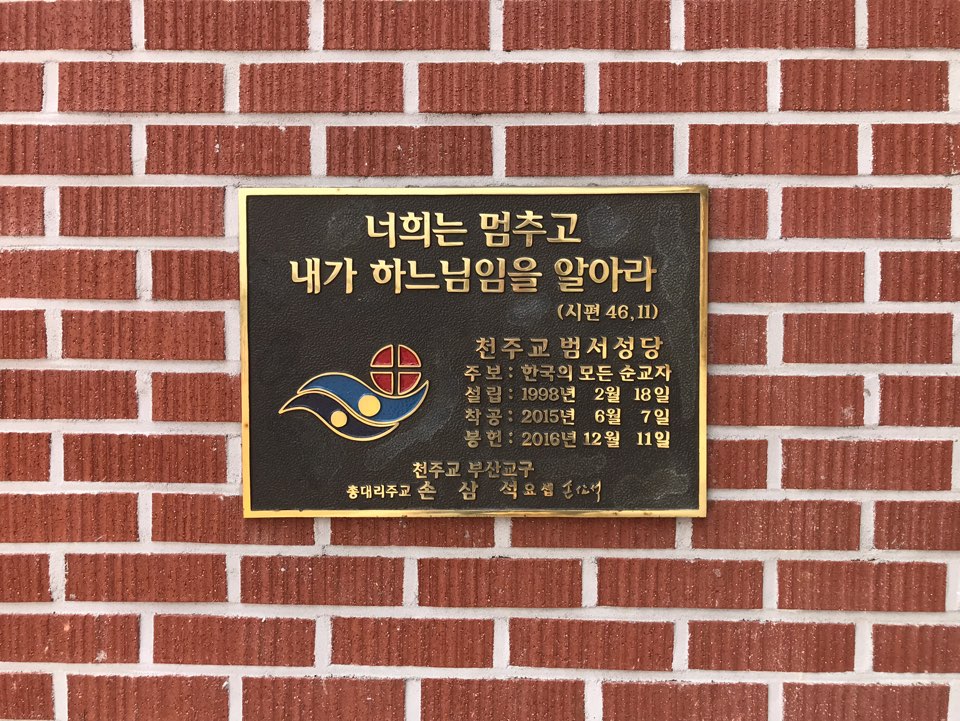 너희는 멈추고
내가 하느님임을 알아라
(시편 46,11)
천주교 범서성당
주보 : 한국의 모든 순교자
설립 : 1998년 2월 18일
착공 : 2015년 6월 7일
봉헌 : 2016년 12월 11일
천주교 부산교구
총대리주교 손 삼 석 요셉